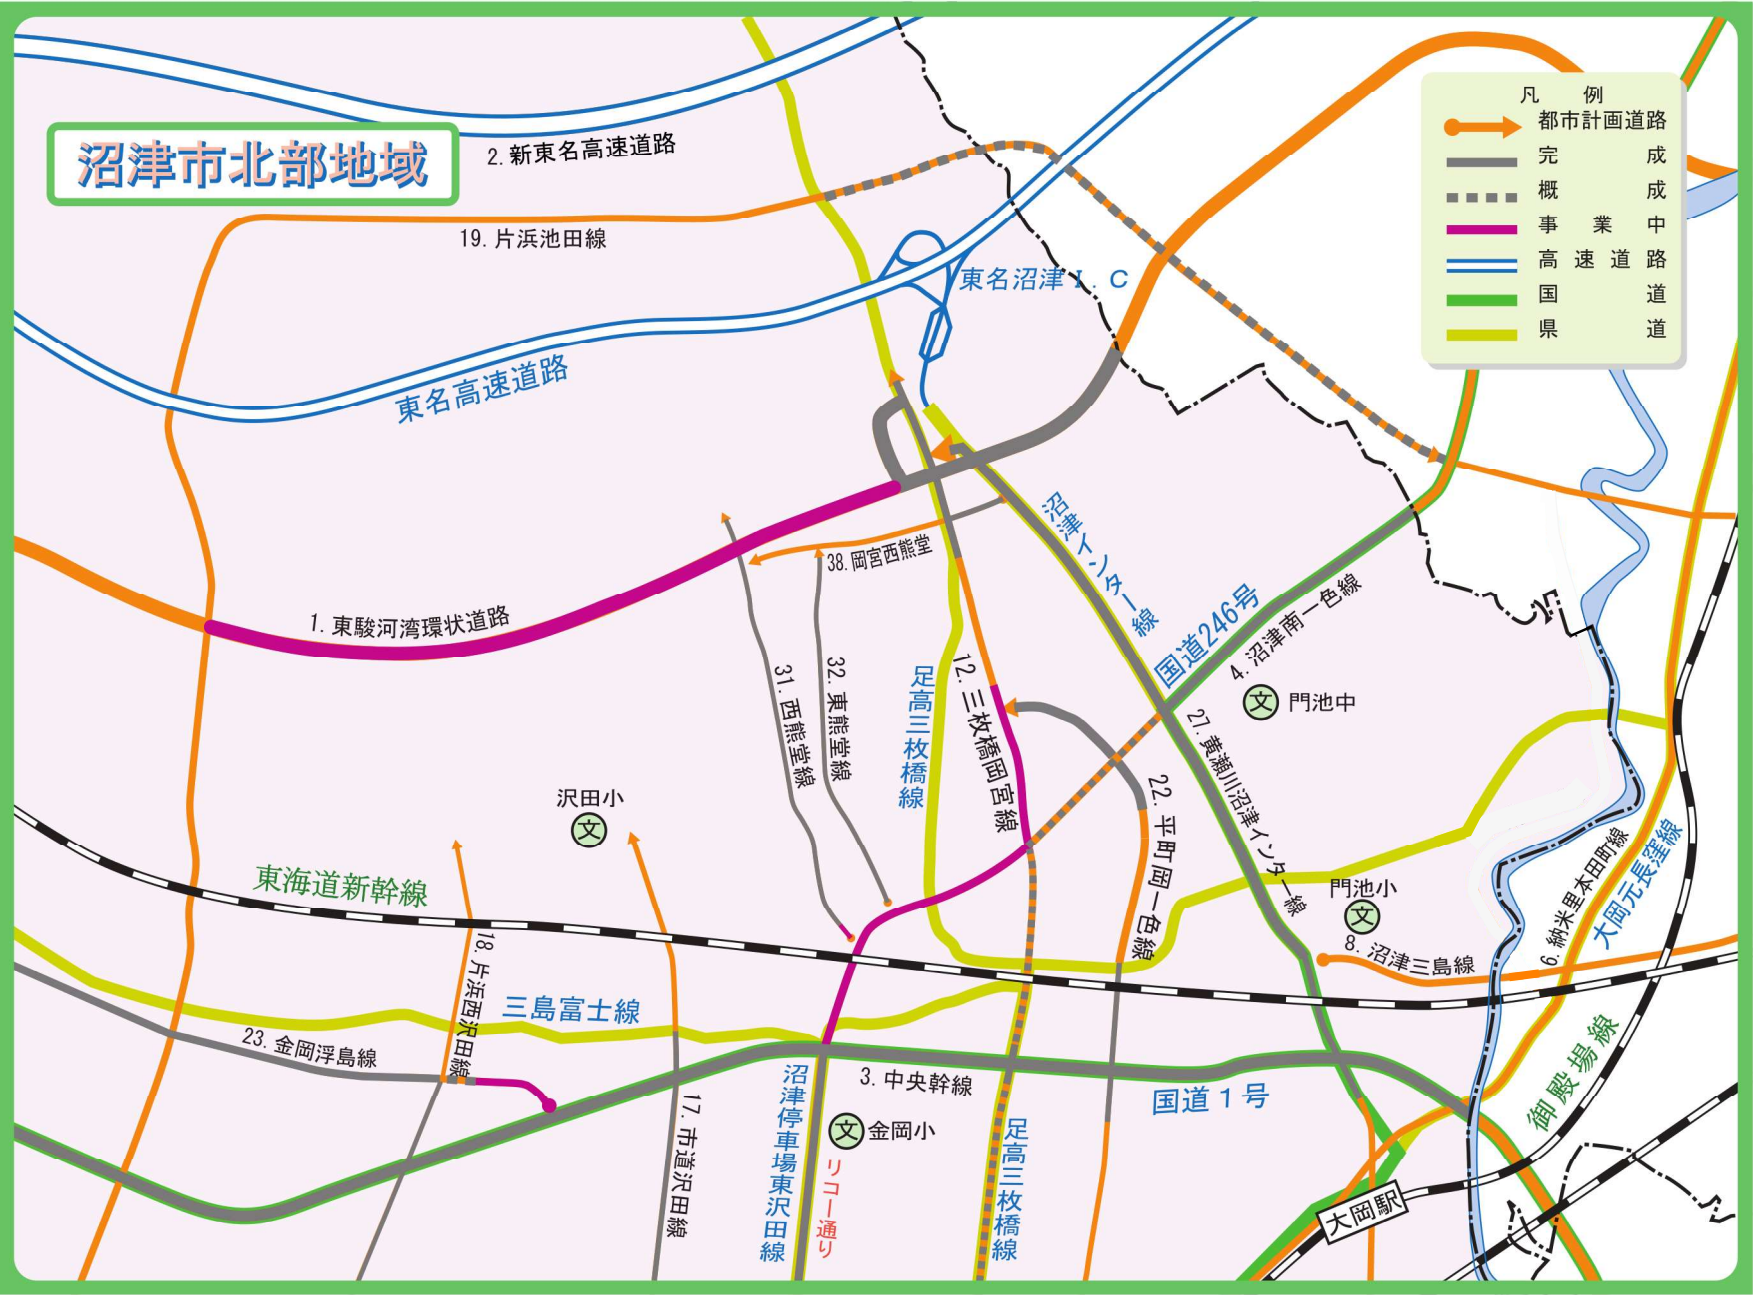 沼津市北部地域
2. 新東名高速道路
19. 片浜池田線
東名沼津Ｉ．Ｃ
東名高速道路
凡例
都市計画道路
完成
概成
事業中
高速道路
国道
県道
38. 岡宮西熊堂
沼津インター線
1. 東駿河湾環状道路
国道246号
4. 沼津南一色線
31. 西熊堂線
32. 東熊堂線
足高三枚橋線
12. 三枚橋岡宮線
文 門池中
27. 黄瀬川沼津インター線
22. 平町岡一色線
沢田小
文
東海道新幹線
門池小
文
6. 納米里本田町線
大岡元長窪線
8. 沼津三島線
18. 片浜西沢田線
三島富士線
23. 金岡浮島線
3. 中央幹線
国道１号
御殿場線
沼津停車場東沢田線
文 金岡小
リコー通り
17. 市道沢田線
足高三枚橋線
大岡駅